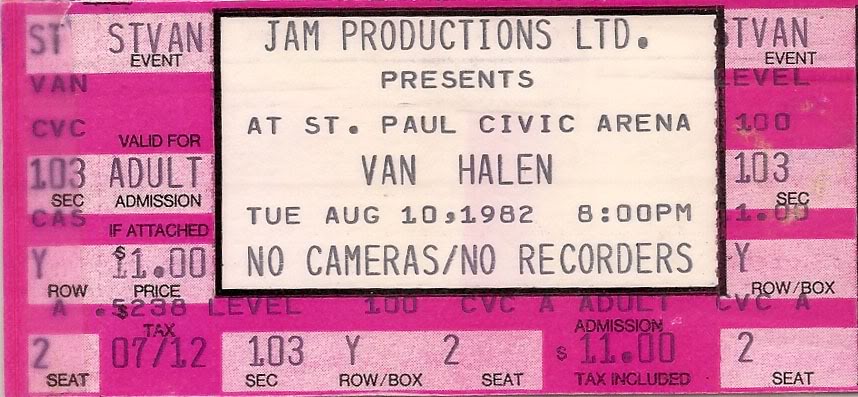 ST STVAN JAM PRODUCTIONS LTD. TVAN
EVENT EVENT
VAN PRESENTS LEVEL
CVC AT ST. PAUL CIVIC ARENA 100
VALID FOR
103 ADULT VAN HALEN 103
SEC ADMISSION SEC
CAS TUE AUG 10,1982 8:00PM 11.00
IF ATTACHED
Y $11.00 NO CAMERAS/NO RECORDERS Y
ROW PRICE ROW/BOX
A .5238 LEVEL 100 CVC A ADULT CVC A
$ TAX ADMISSION
2 07/12 103 Y 2 $11.00 2
SEAT SEC ROW/BOX SEAT TAX INCLUDED SEAT